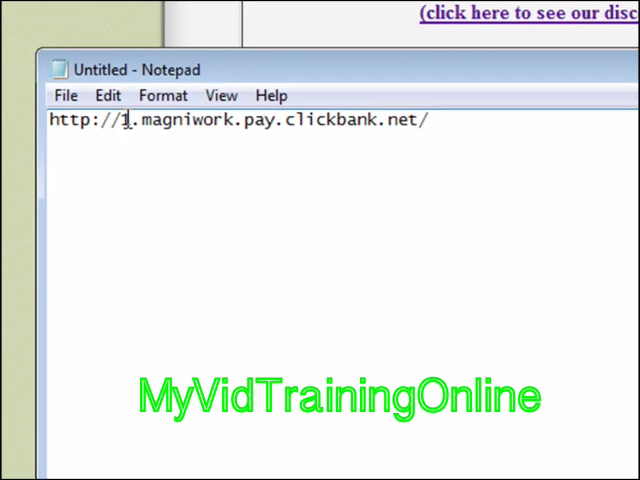 (click here to see our disc
Untitled - Notepad
File Edit Format View Help
http://1.magniwork.pay.clickbank.net/
MyVidTrainingOnline